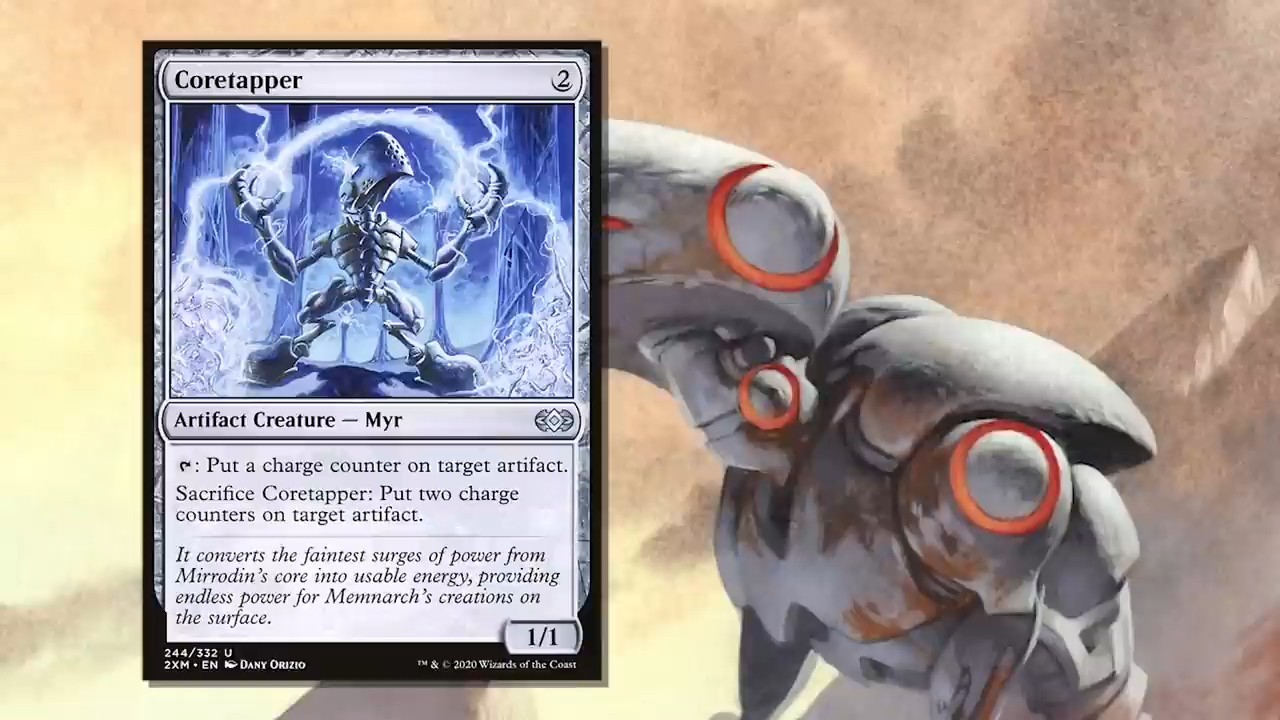 Coretapper 2
Artifact Creature — Myr
: Put a charge counter on target artifact.
Sacrifice Coretapper: Put two charge
counters on target artifact.
It converts the faintest surges of power from
Mirrodin's core into usable energy, providing
endless power for Memnarch's creations on
the surface.
1/1
244/332 U
2XM • EN Dany Orizio
™ & © 2020 Wizards of the Coast